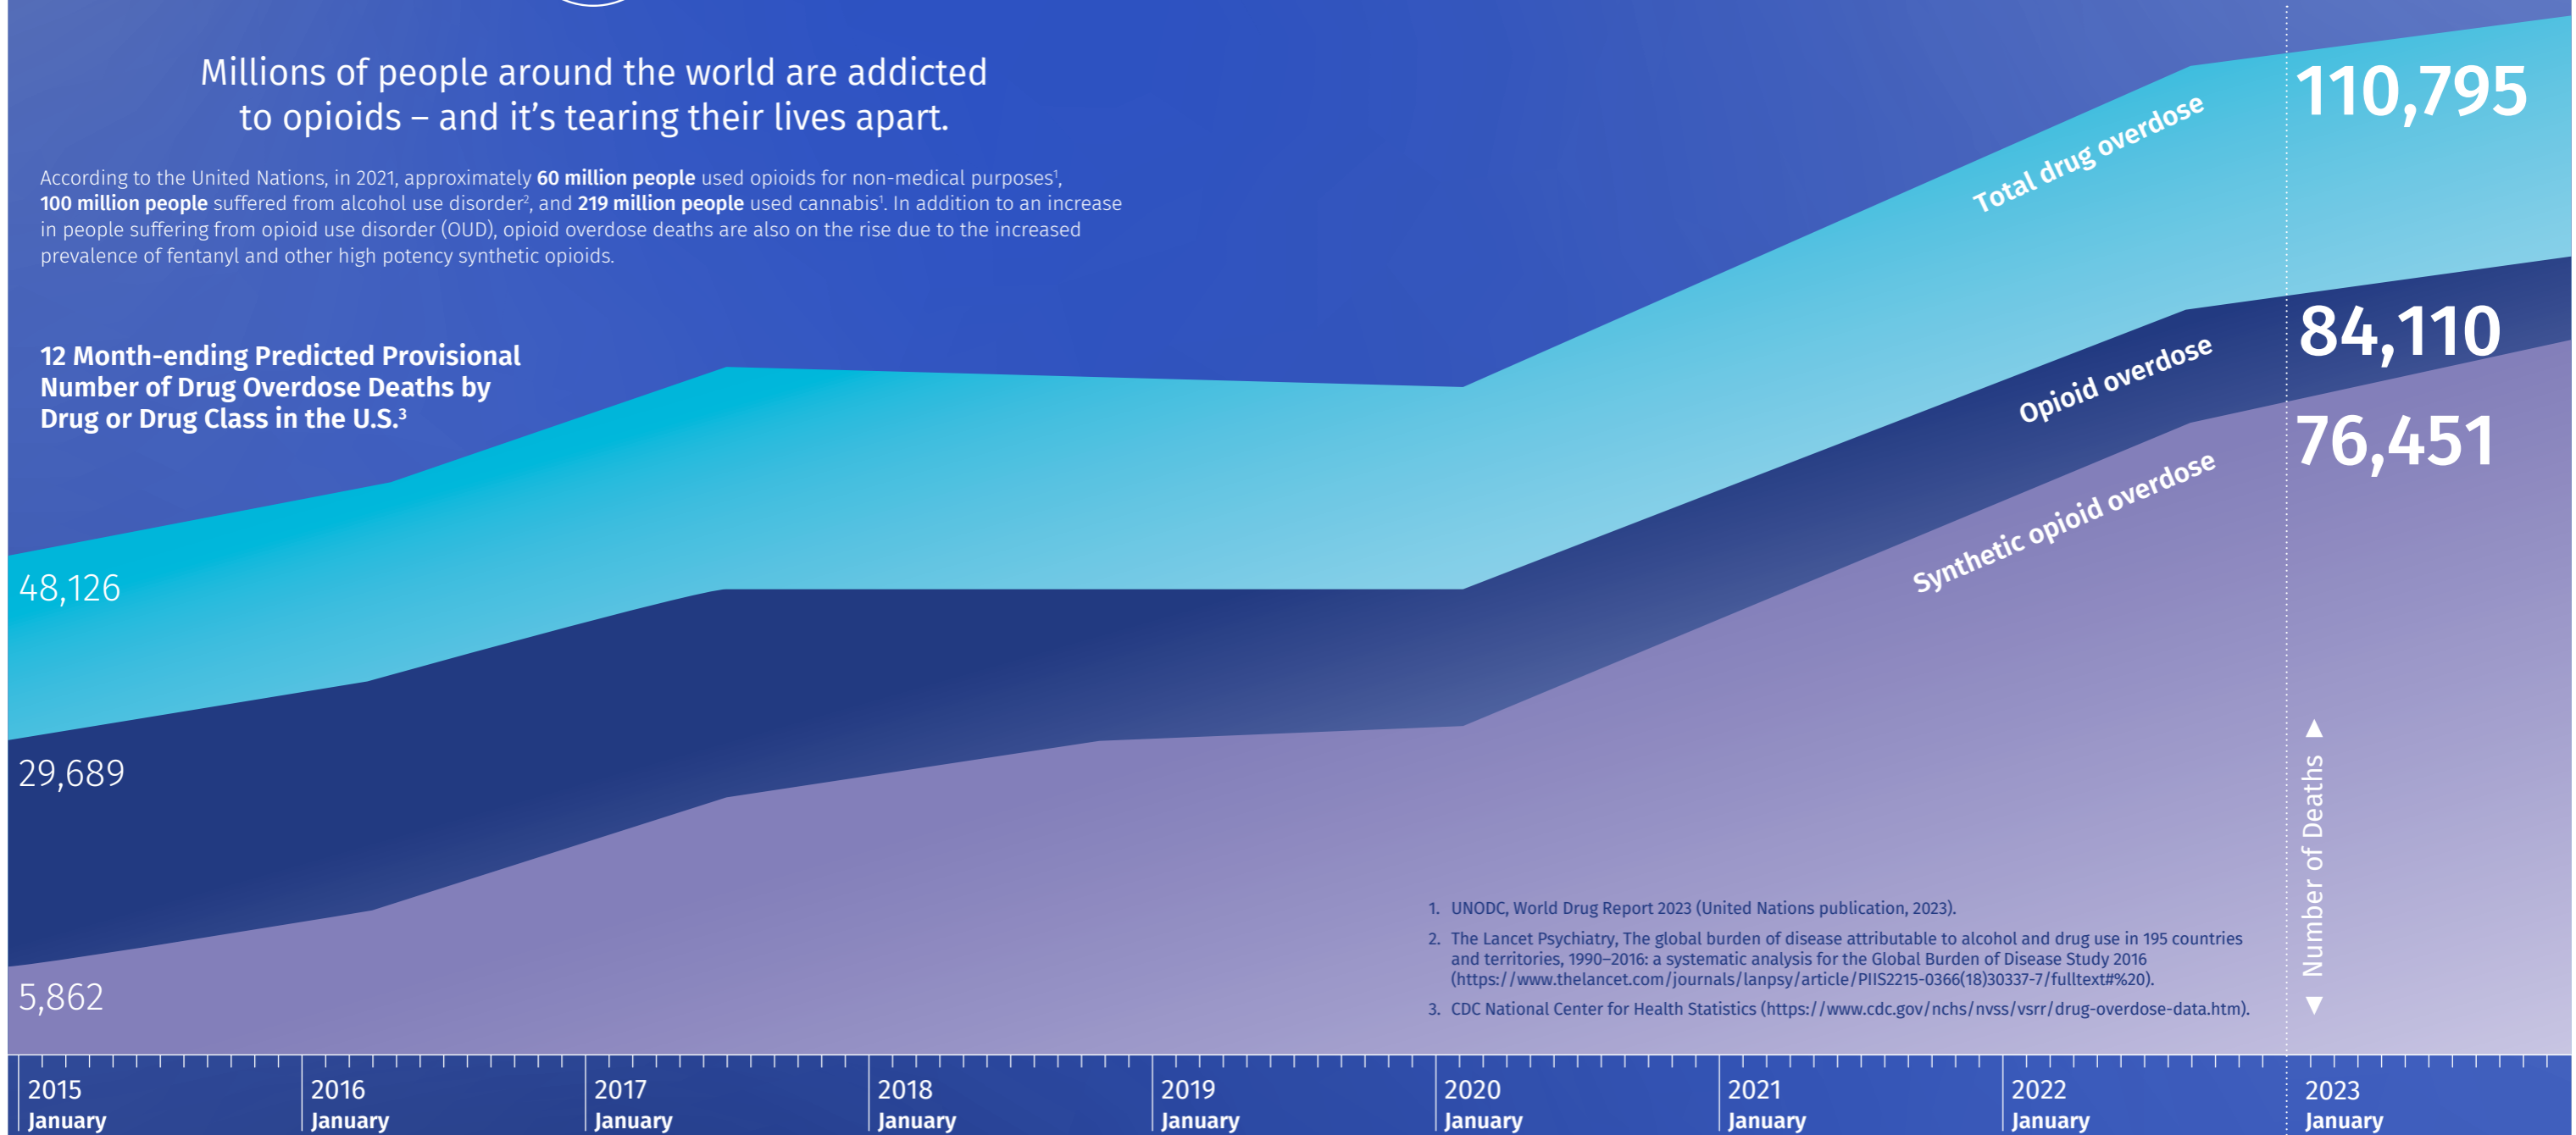 Millions of people around the world are addicted
to opioids – and it's tearing their lives apart.
According to the United Nations, in 2021, approximately 60 million people used opioids for non-medical purposes¹,
100 million people suffered from alcohol use disorder², and 219 million people used cannabis¹. In addition to an increase
in people suffering from opioid use disorder (OUD), opioid overdose deaths are also on the rise due to the increased
prevalence of fentanyl and other high potency synthetic opioids.
12 Month-ending Predicted Provisional
Number of Drug Overdose Deaths by
Drug or Drug Class in the U.S.³
Total drug overdose
110,795
Opioid overdose
84,110
Synthetic opioid overdose
76,451
48,126
29,689
5,862
◄ Number of Deaths ►
1. UNODC, World Drug Report 2023 (United Nations publication, 2023).
2. The Lancet Psychiatry, The global burden of disease attributable to alcohol and drug use in 195 countries
and territories, 1990–2016: a systematic analysis for the Global Burden of Disease Study 2016
(https://www.thelancet.com/journals/lanpsy/article/PIIS2215-0366(18)30337-7/fulltext#%20).
3. CDC National Center for Health Statistics (https://www.cdc.gov/nchs/nvss/vsrr/drug-overdose-data.htm).
2015 2016 2017 2018 2019 2020 2021 2022 2023
January January January January January January January January January